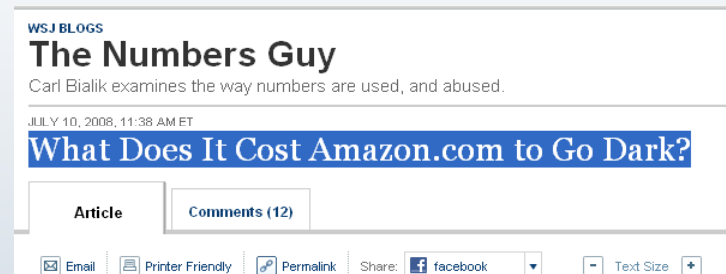 WSJ BLOGS
The Numbers Guy
Carl Bialik examines the way numbers are used, and abused.
JULY 10, 2008, 11:38 AM ET
What Does It Cost Amazon.com to Go Dark?
Article Comments (12)
Email Printer Friendly Permalink Share: facebook - Text Size +